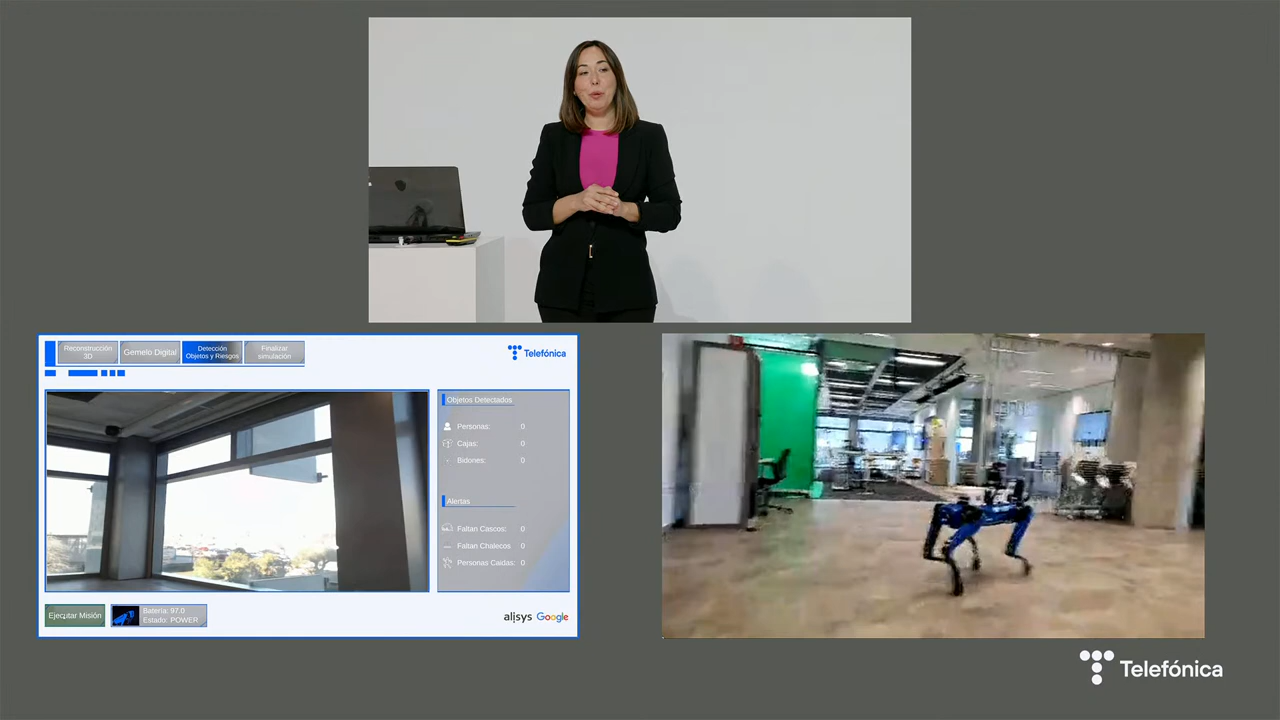 Reconstrucción
3D
Gemelo Digital
Detección
Objetos y Riesgos
Finalizar
simulación
Telefónica
Objetos Detectados
Personas: 0
Cajas: 0
Bidones: 0
Alertas
Faltan Cascos: 0
Faltan Chalecos 0
Personas Caidas: 0
Ejecutar Misión
Batería: 97.0
Estado: POWER
alisys Google
Telefónica